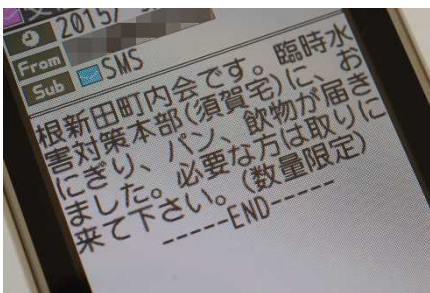 2015/
From
Sub SMS
根新田町内会です。臨時水
害対策本部(須賀宅)に、お
にぎり、パン、飲物が届き
ました。必要な方は取りに
来て下さい。(数量限定)
-----END-----